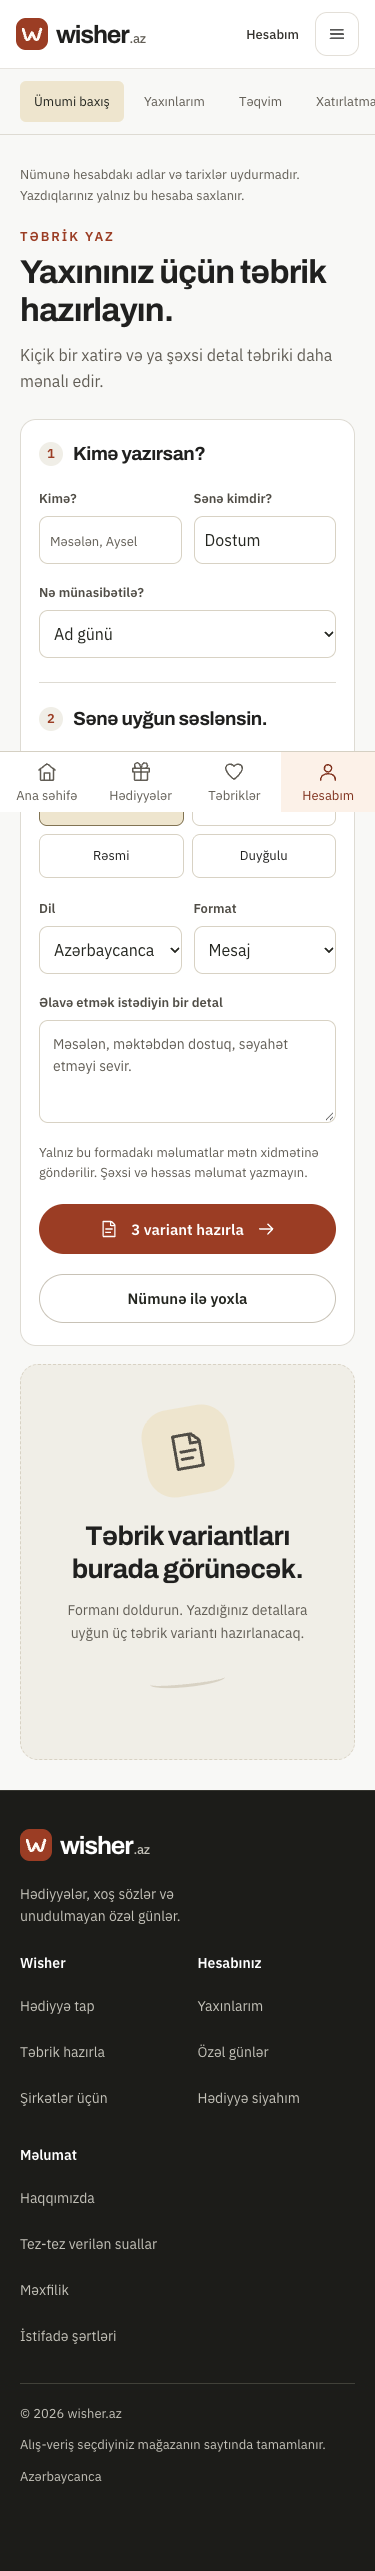 wisher.az
Hesabım
Ümumi baxış
Yaxınlarım
Təqvim
Xatırlatma
Nümunə hesabdakı adlar və tarixlər uydurmadır.
Yazdıqlarınız yalnız bu hesaba saxlanır.
TƏBRİK YAZ
Yaxınınız üçün təbrik
hazırlayın.
Kiçik bir xatirə və ya şəxsi detal təbriki daha
mənalı edir.
1 Kimə yazırsan?
Kimə?
Sənə kimdir?
Məsələn, Aysel
Dostum
Nə münasibətilə?
Ad günü
2 Sənə uyğun səslənsin.
Ana səhifə
Hədiyyələr
Təbriklər
Hesabım
Rəsmi
Duyğulu
Dil
Format
Azərbaycanca
Mesaj
Əlavə etmək istədiyin bir detal
Məsələn, məktəbdən dostuq, səyahət
etməyi sevir.
Yalnız bu formadakı məlumatlar mətn xidmətinə
göndərilir. Şəxsi və həssas məlumat yazmayın.
3 variant hazırla
Nümunə ilə yoxla
Təbrik variantları
burada görünəcək.
Formanı doldurun. Yazdığınız detallara
uyğun üç təbrik variantı hazırlanacaq.
wisher.az
Hədiyyələr, xoş sözlər və
unudulmayan özəl günlər.
Wisher
Hesabınız
Hədiyyə tap
Yaxınlarım
Təbrik hazırla
Özəl günlər
Şirkətlər üçün
Hədiyyə siyahım
Məlumat
Haqqımızda
Tez-tez verilən suallar
Məxfilik
İstifadə şərtləri
© 2026 wisher.az
Alış-veriş seçdiyiniz mağazanın saytında tamamlanır.
Azərbaycanca